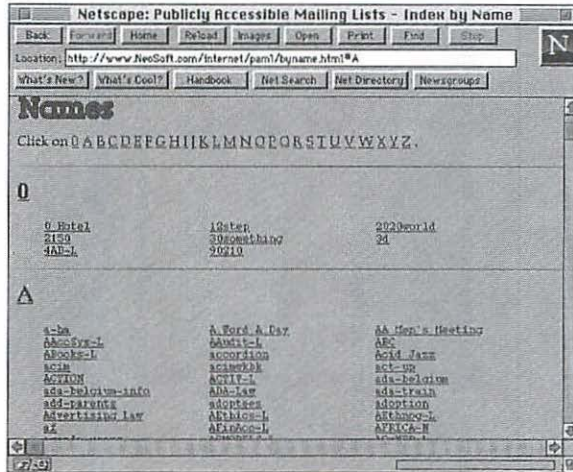 Netscape: Publicly Accessible Mailing Lists - Index by Name
Back Forward Home Reload Images Open Print Find Stop
N
Location: http://www.NeoSoft.com/internet/paml/byname.html#A
What's New? What's Cool? Handbook Net Search Net Directory Newsgroups
Names
Click on 0 A B C D E F G H I J K L M N O P Q R S T U V W X Y Z .
0
0 Hotel 12step 2020world
2150 30something 3d
4AD-L 90210
A
a-ha A.Word.A.Day AA Men's Meeting
AAccSys-L AAudit-L ABC
ABooks-L accordion Acid Jazz
acim acimwkbk act-up
ACTION ACTIV-L ada-belgium
ada-belgium-info ADA-Law ada-train
add-parents adoptees adoption
Advertising Law AEthics-L AEthnog-L
af AFinAcc-L AFRICA-N